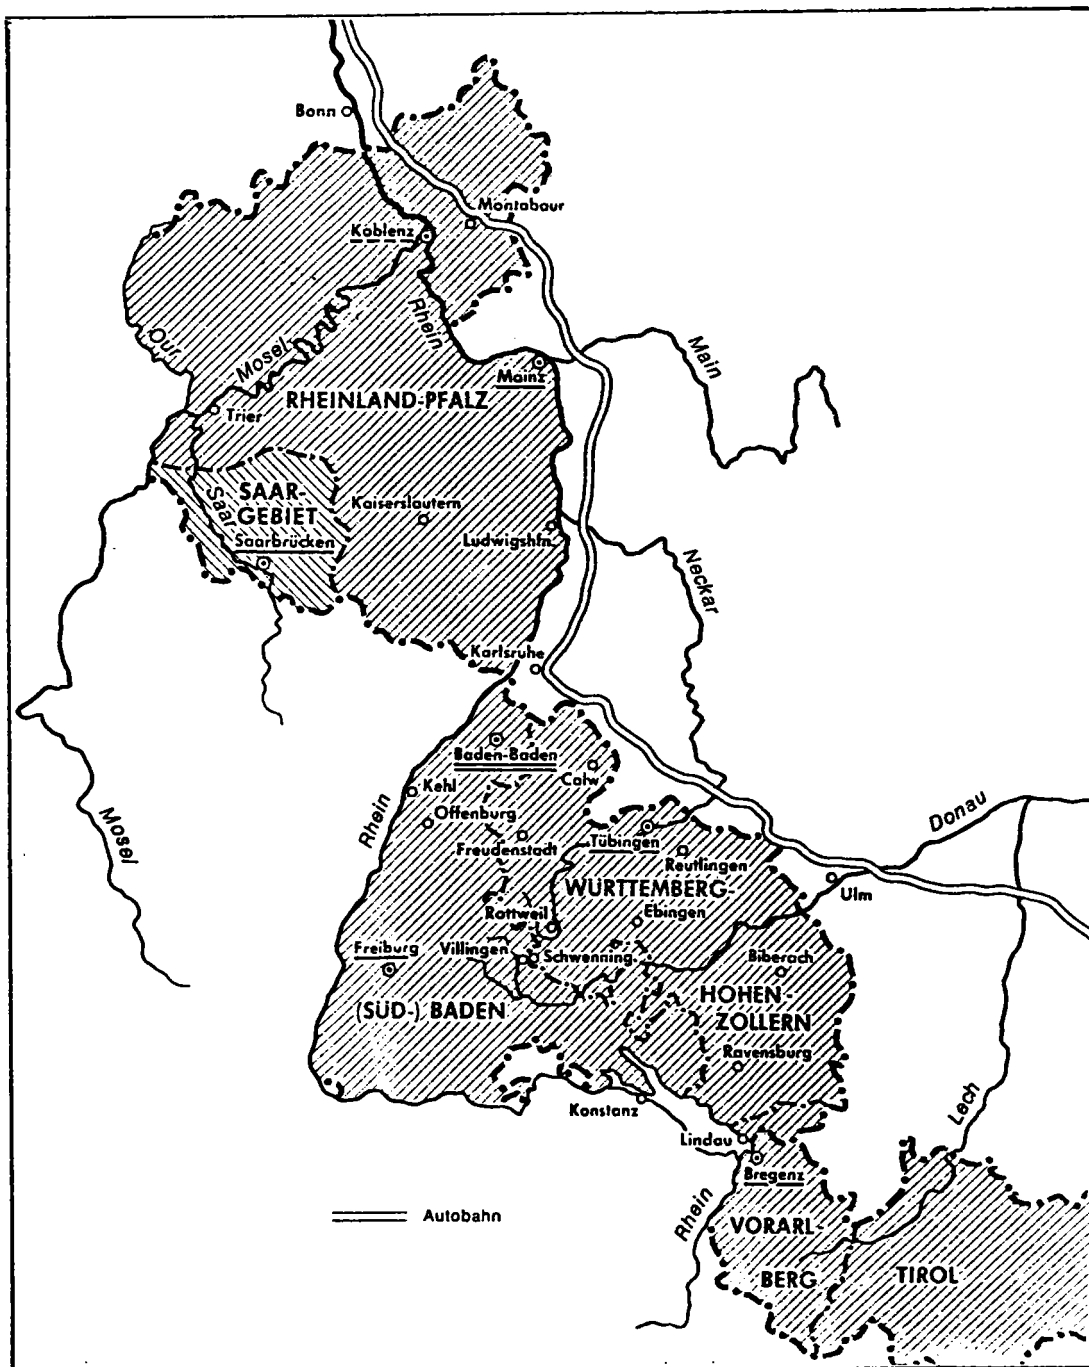 Bonn
Montabaur
Koblenz
Rhein
Our
Mosel
Main
Mainz
RHEINLAND-PFALZ
Trier
SAAR-
GEBIET
Saar
Kaiserslautern
Saarbrücken
Ludwigshfn.
Neckar
Karlsruhe
Baden-Baden
Calw
Kehl
Rhein
Mosel
Offenburg
Freudenstadt
Tübingen
Reutlingen
Donau
WÜRTTEMBERG-
Ulm
Rottweil
Ebingen
Freiburg
Villingen
Schwenning.
Biberach
(SÜD-) BADEN
HOHEN-
ZOLLERN
Ravensburg
Konstanz
Lech
Lindau
Bregenz
Rhein
Autobahn
VORARL-
BERG
TIROL